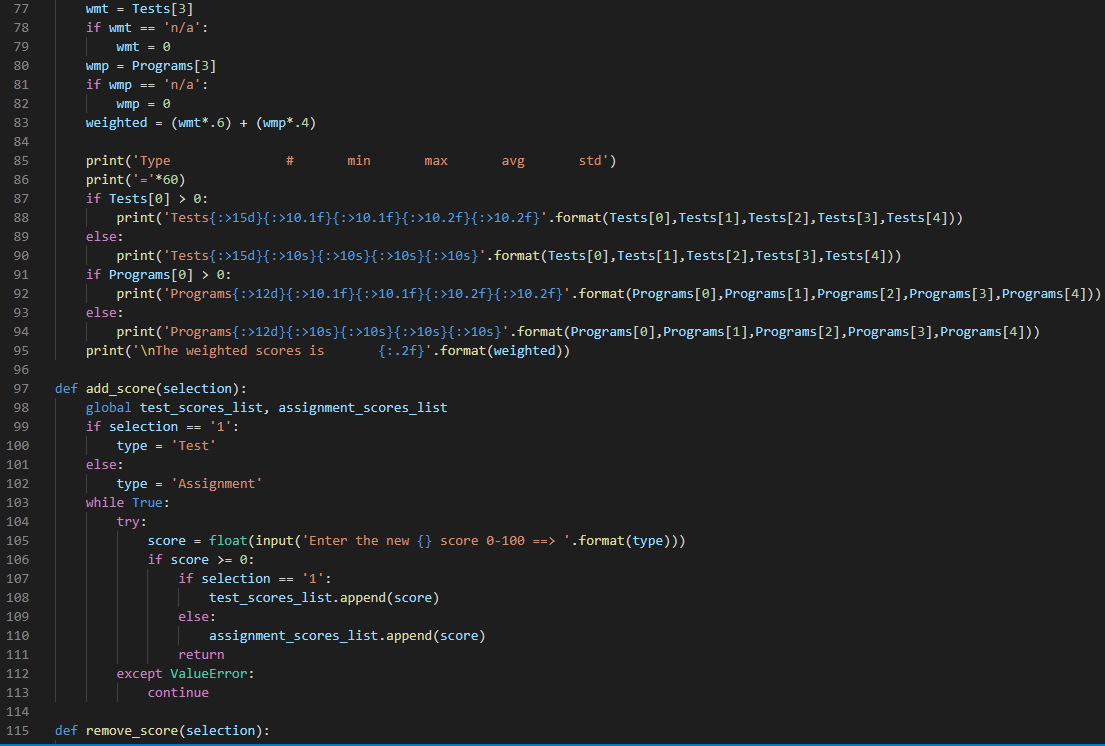 77 wmt = Tests[3]
78 if wmt == 'n/a':
79 wmt = 0
80 wmp = Programs[3]
81 if wmp == 'n/a':
82 wmp = 0
83 weighted = (wmt*.6) + (wmp*.4)
84
85 print('Type               #       min       max       avg       std')
86 print('='*60)
87 if Tests[0] > 0:
88 print('Tests{:>15d}{:>10.1f}{:>10.1f}{:>10.2f}{:>10.2f}'.format(Tests[0],Tests[1],Tests[2],Tests[3],Tests[4]))
89 else:
90 print('Tests{:>15d}{:>10s}{:>10s}{:>10s}{:>10s}'.format(Tests[0],Tests[1],Tests[2],Tests[3],Tests[4]))
91 if Programs[0] > 0:
92 print('Programs{:>12d}{:>10.1f}{:>10.1f}{:>10.2f}{:>10.2f}'.format(Programs[0],Programs[1],Programs[2],Programs[3],Programs[4]))
93 else:
94 print('Programs{:>12d}{:>10s}{:>10s}{:>10s}{:>10s}'.format(Programs[0],Programs[1],Programs[2],Programs[3],Programs[4]))
95 print('\nThe weighted scores is       {:.2f}'.format(weighted))
96
97 def add_score(selection):
98 global test_scores_list, assignment_scores_list
99 if selection == '1':
100 type = 'Test'
101 else:
102 type = 'Assignment'
103 while True:
104 try:
105 score = float(input('Enter the new {} score 0-100 ==> '.format(type)))
106 if score >= 0:
107 if selection == '1':
108 test_scores_list.append(score)
109 else:
110 assignment_scores_list.append(score)
111 return
112 except ValueError:
113 continue
114
115 def remove_score(selection):